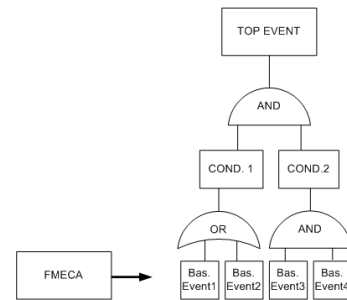 TOP EVENT
AND
COND. 1
COND.2
OR
AND
FMECA
Bas.
Event1
Bas.
Event2
Bas.
Event3
Bas.
Event4